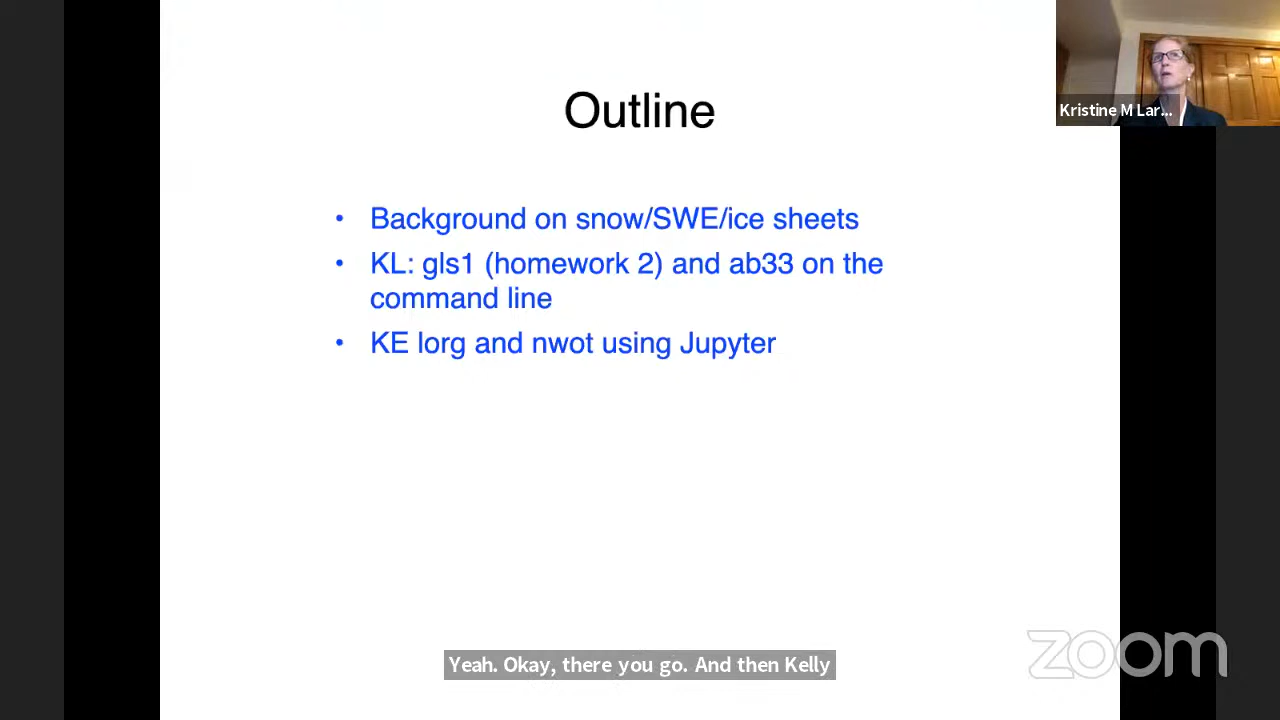 Outline
Kristine M Lar...
• Background on snow/SWE/ice sheets
• KL: gls1 (homework 2) and ab33 on the
command line
• KE lorg and nwot using Jupyter
Yeah. Okay, there you go. And then Kelly
zoom